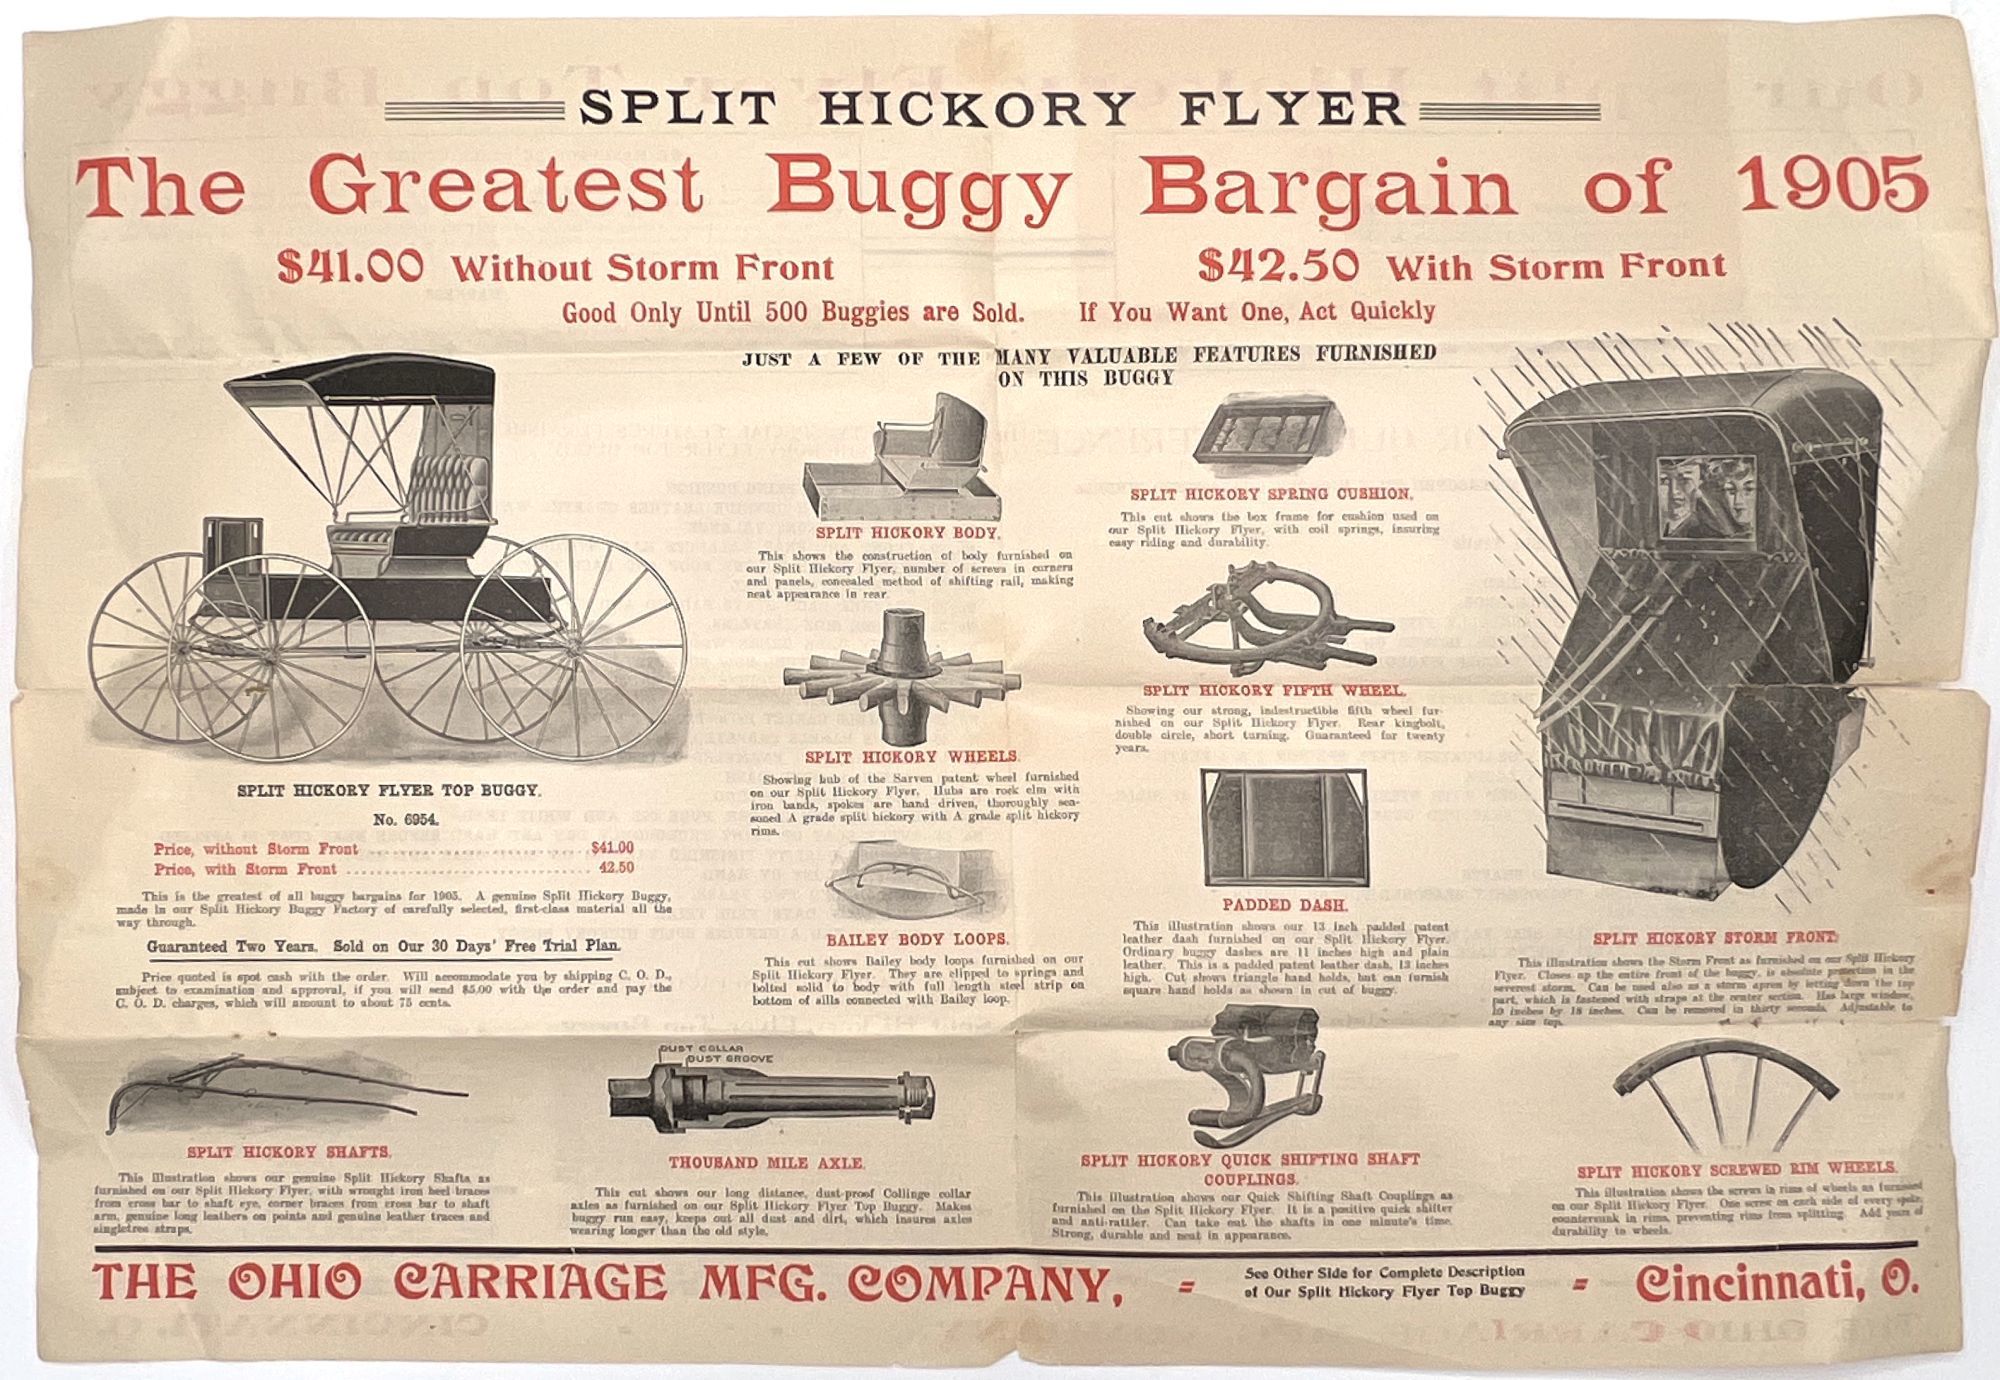 SPLIT HICKORY FLYER
The Greatest Buggy Bargain of 1905
$41.00 Without Storm Front
$42.50 With Storm Front
Good Only Until 500 Buggies are Sold. If You Want One, Act Quickly
JUST A FEW OF THE MANY VALUABLE FEATURES FURNISHED
ON THIS BUGGY
SPLIT HICKORY FLYER TOP BUGGY.
No. 6954.
Price, without Storm Front $41.00
Price, with Storm Front 42.50
This is the greatest of all buggy bargains for 1905. A genuine Split Hickory Buggy,
made in our Split Hickory Buggy Factory of carefully selected, first-class material all the
way through.
Guaranteed Two Years. Sold on Our 30 Days' Free Trial Plan.
Price quoted is spot cash with the order. Will accommodate you by shipping C. O. D.,
subject to examination and approval, if you will send $5.00 with the order and pay the
C. O. D. charges, which will amount to about 75 cents.
SPLIT HICKORY BODY.
This shows the construction of body furnished on
our Split Hickory Flyer, number of screws in corners
and panels, concealed method of shifting rail, making
neat appearance in rear.
SPLIT HICKORY WHEELS.
Showing hub of the Sarven patent wheel furnished
on our Split Hickory Flyer. Hubs are rock elm with
iron bands, spokes are hand driven, thoroughly sea-
soned A grade split hickory with A grade split hickory
rims.
BAILEY BODY LOOPS.
This cut shows Bailey body loops furnished on our
Split Hickory Flyer. They are clipped to springs and
bolted solid to body with full length steel strip on
bottom of sills connected with Bailey loop.
SPLIT HICKORY SPRING CUSHION.
This cut shows the box frame for cushion used on
our Split Hickory Flyer, with coil springs, insuring
easy riding and durability.
SPLIT HICKORY FIFTH WHEEL.
Showing our strong, indestructible fifth wheel fur-
nished on our Split Hickory Flyer. Rear kingbolt,
double circle, short turning. Guaranteed for twenty
years.
PADDED DASH.
This illustration shows our 13 inch padded patent
leather dash furnished on our Split Hickory Flyer.
Ordinary buggy dashes are 11 inches high and plain
leather. This is a padded patent leather dash, 13 inches
high. Cut shows triangle hand holds, but can furnish
square hand holds as shown in cut of buggy.
SPLIT HICKORY STORM FRONT.
This illustration shows the Storm Front as furnished on our Split Hickory
Flyer. Closes up the entire front of the buggy, is absolute protection in the
severest storm. Can be used also as a storm apron by letting down the top
part, which is fastened with straps at the center section. Has large window,
10 inches by 18 inches. Can be removed in thirty seconds. Adjustable to
any size top.
SPLIT HICKORY SHAFTS.
This illustration shows our genuine Split Hickory Shafts as
furnished on our Split Hickory Flyer, with wrought iron heel braces
from cross bar to shaft eye, corner braces from cross bar to shaft
arm, genuine long leathers on points and genuine leather traces and
singletree straps.
DUST COLLAR
DUST GROOVE
THOUSAND MILE AXLE.
This cut shows our long distance, dust-proof Collinge collar
axles as furnished on our Split Hickory Flyer Top Buggy. Makes
buggy run easy, keeps out all dust and dirt, which insures axles
wearing longer than the old style.
SPLIT HICKORY QUICK SHIFTING SHAFT
COUPLINGS.
This illustration shows our Quick Shifting Shaft Couplings as
furnished on the Split Hickory Flyer. It is a positive quick shifter
and anti-rattler. Can take out the shafts in one minute's time.
Strong, durable and neat in appearance.
SPLIT HICKORY SCREWED RIM WHEELS.
This illustration shows the screws in rims of wheels as furnished
on our Split Hickory Flyer. One screw on each side of every spoke,
countersunk in rims, preventing rims from splitting. Add years of
durability to wheels.
THE OHIO CARRIAGE MFG. COMPANY, = See Other Side for Complete Description
of Our Split Hickory Flyer Top Buggy = Cincinnati, O.